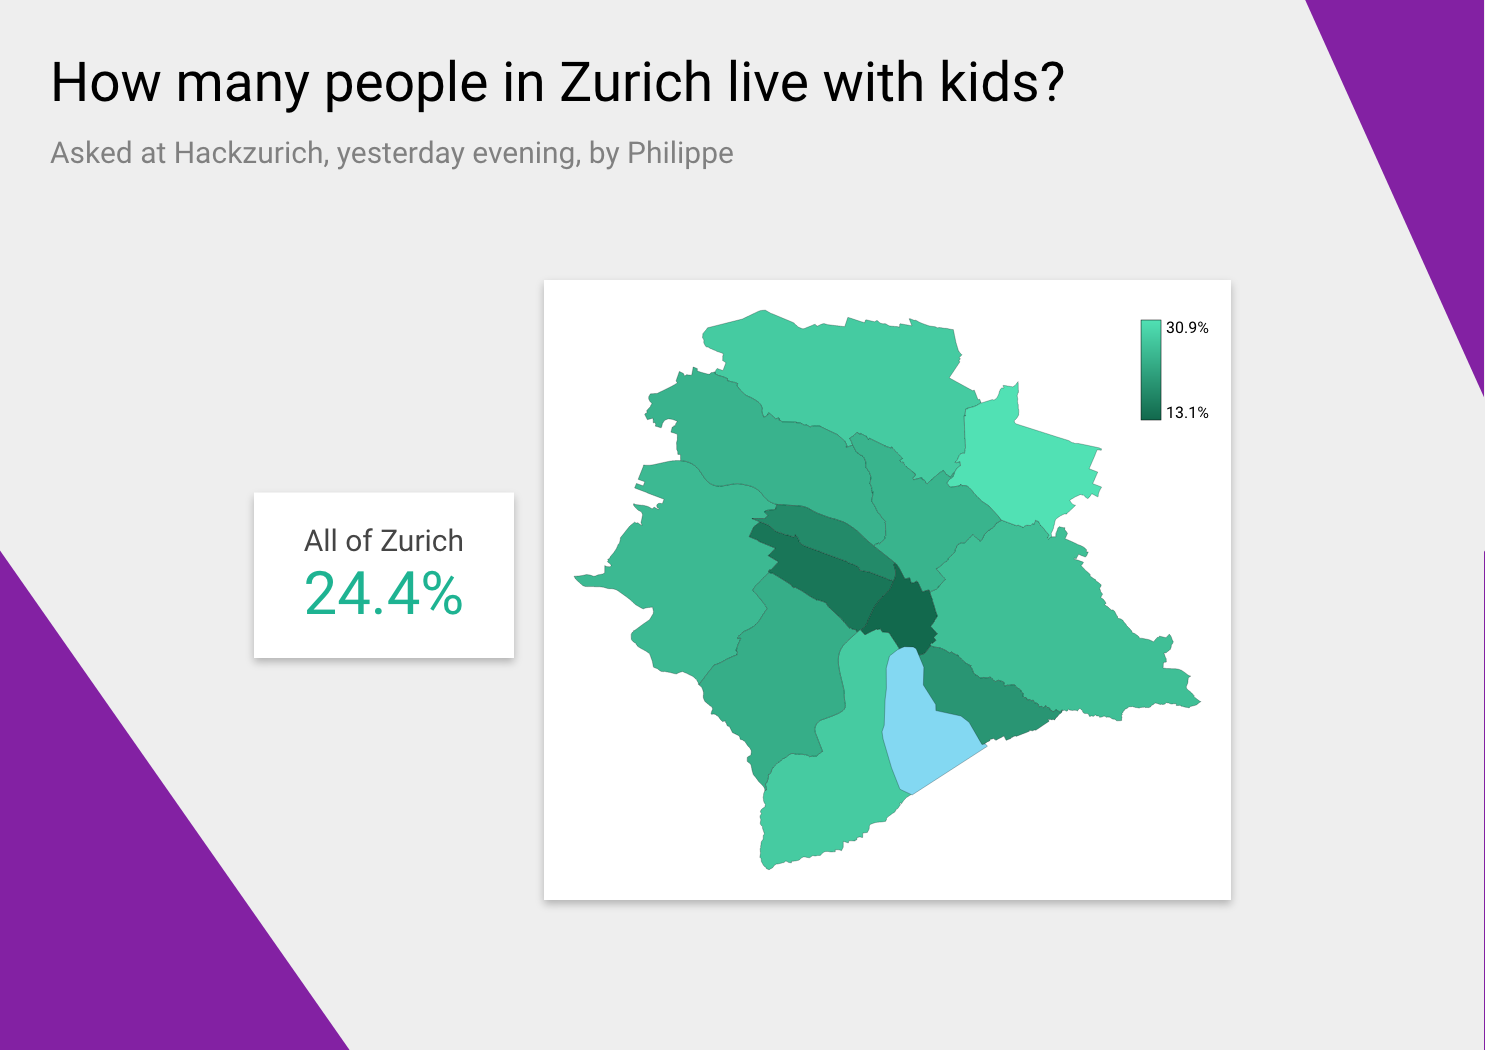 How many people in Zurich live with kids?
Asked at Hackzurich, yesterday evening, by Philippe
30.9%
13.1%
All of Zurich
24.4%